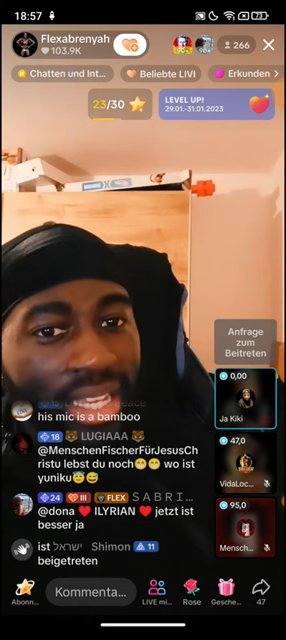 18:57
73
Flexabrenyah
103.9K
266
Chatten und Int...
Beliebte LIVI
Erkunden
23/30
LEVEL UP!
29.01.-31.01.2023
Anfrage zum Beitreten
0,00
Ja Kiki
47,0
VidaLoc...
95,0
Mensch...
his mic is a bamboo
18 LUGIAAA
@MenschenFischerFürJesusCh
ristu lebst du noch😁😁 wo ist
yuniku😇😅
24 III FLEX S A B R I ...
@dona ♥ ILYRIAN ♥ jetzt ist
besser ja
ist ישראל Shimon 11
beigetreten
Abonn...
Kommenta...
LIVE mi...
Rose
Gesche...
47